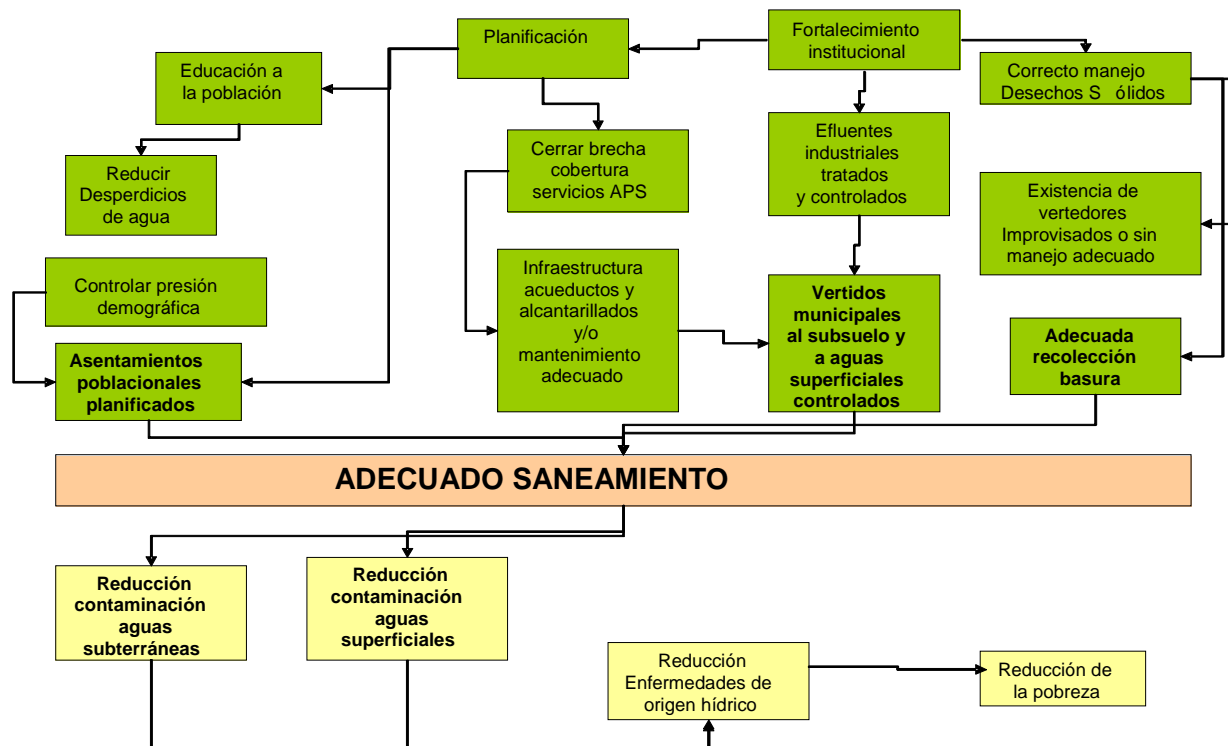 Planificación
Fortalecimiento
institucional
Educación a
la población
Correcto manejo
Desechos S ólidos
Reducir
Desperdicios
de agua
Cerrar brecha
cobertura
servicios APS
Efluentes
industriales
tratados
y controlados
Existencia de
vertedores
Improvisados o sin
manejo adecuado
Controlar presión
demográfica
Infraestructura
acueductos y
alcantarillados
y/o
mantenimiento
adecuado
Vertidos
municipales
al subsuelo y
a aguas
superficiales
controlados
Adecuada
recolección
basura
Asentamientos
poblacionales
planificados
ADECUADO SANEAMIENTO
Reducción
contaminación
aguas
subterráneas
Reducción
contaminación
aguas
superficiales
Reducción
Enfermedades de
origen hídrico
Reducción de
la pobreza